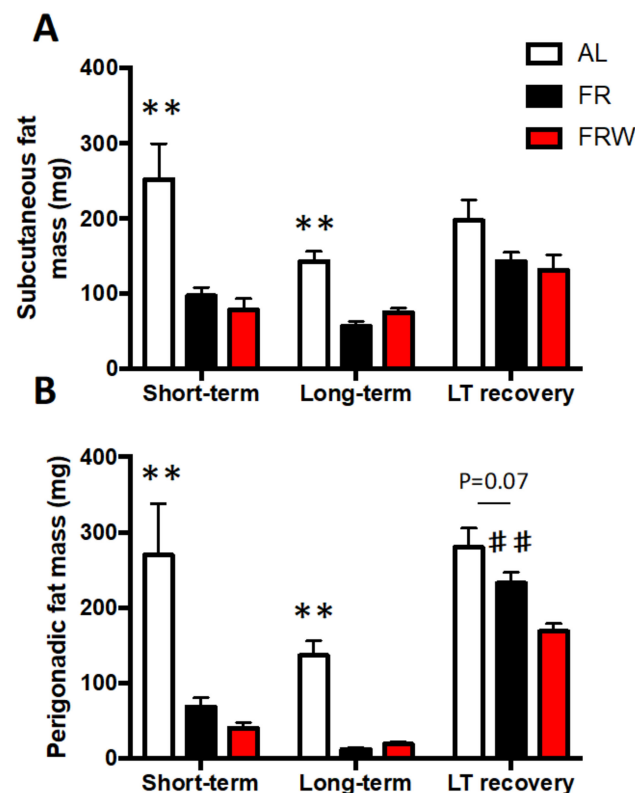 A
AL
FR
FRW
Subcutaneous fat
mass (mg)
400
300
200
100
0
**
**
Short-term
Long-term
LT recovery
B
Perigonadic fat mass (mg)
400
300
200
100
0
**
**
P=0.07
##
Short-term
Long-term
LT recovery